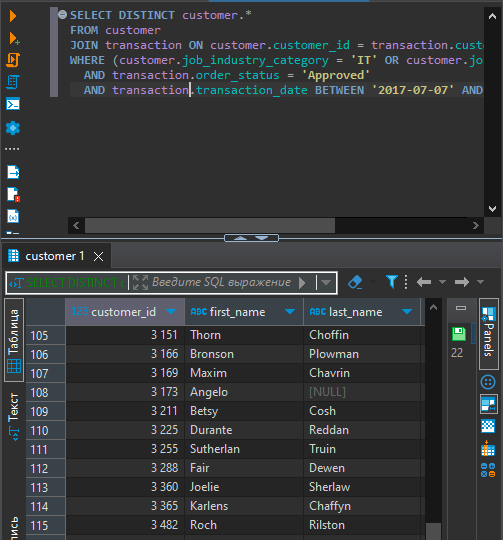 SELECT DISTINCT customer.*
FROM customer
JOIN transaction ON customer.customer_id = transaction.cust
WHERE (customer.job_industry_category = 'IT' OR customer.jo
AND transaction.order_status = 'Approved'
AND transaction.transaction_date BETWEEN '2017-07-07' AND
customer 1
SELECT DISTINCT c
Введите SQL выражение
Таблица
Текст
customer_id first_name last_name
105 3 151 Thorn Choffin
106 3 166 Bronson Plowman
107 3 169 Maxim Chavrin
108 3 173 Angelo [NULL]
109 3 211 Betsy Cosh
110 3 225 Durante Reddan
111 3 255 Sutherlan Truin
112 3 288 Fair Dewen
113 3 360 Joelie Sherlaw
114 3 365 Karlens Chaffyn
115 3 482 Roch Rilston
22
Panels